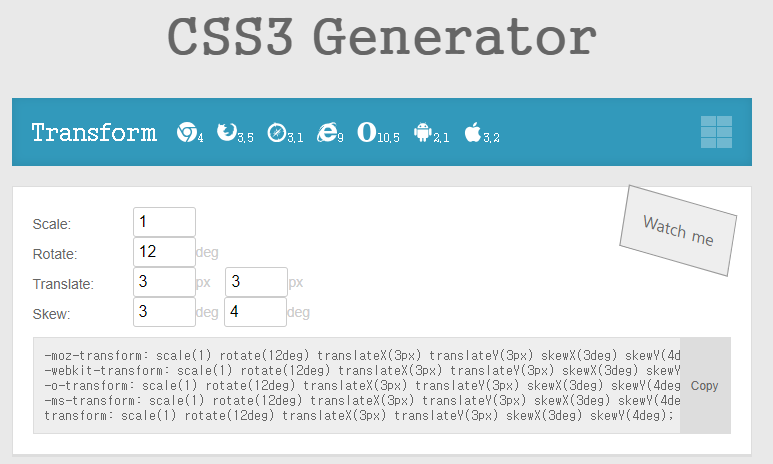 CSS3 Generator
Transform 4 3,5 3,1 9 10,5 2,1 3,2
Watch me
Scale: 1
Rotate: 12 deg
Translate: 3 px 3 px
Skew: 3 deg 4 deg
-moz-transform: scale(1) rotate(12deg) translateX(3px) translateY(3px) skewX(3deg) skewY(4d
-webkit-transform: scale(1) rotate(12deg) translateX(3px) translateY(3px) skewX(3deg) skewY
-o-transform: scale(1) rotate(12deg) translateX(3px) translateY(3px) skewX(3deg) skewY(4deg
-ms-transform: scale(1) rotate(12deg) translateX(3px) translateY(3px) skewX(3deg) skewY(4de
transform: scale(1) rotate(12deg) translateX(3px) translateY(3px) skewX(3deg) skewY(4deg);
Copy